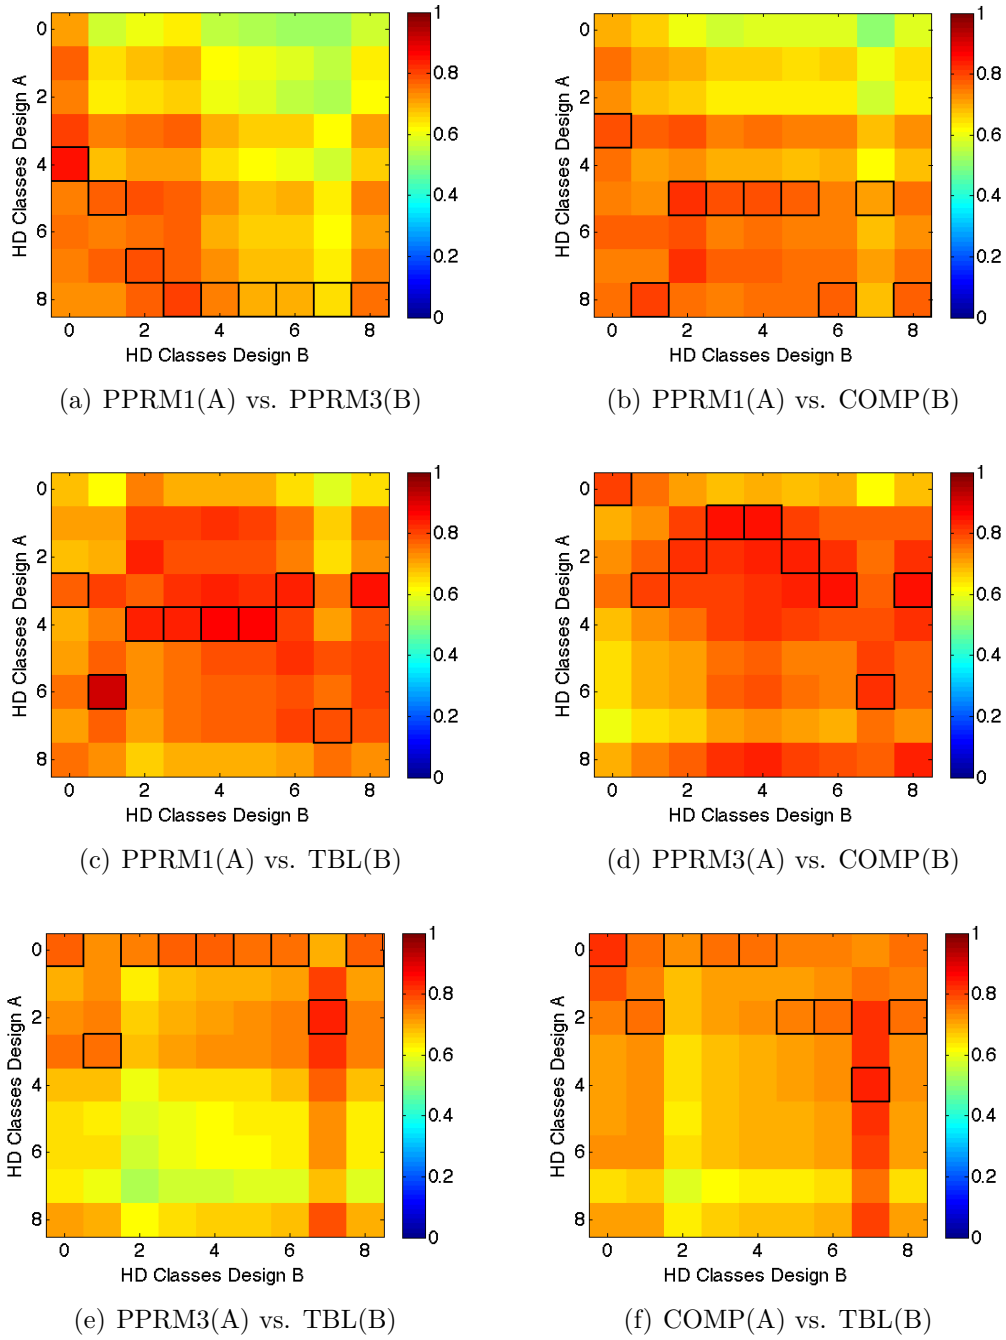 0
2
4
6
8
HD Classes Design A
0 2 4 6 8
HD Classes Design B
1
0.8
0.6
0.4
0.2
0
(a) PPRM1(A) vs. PPRM3(B)
0
2
4
6
8
HD Classes Design A
0 2 4 6 8
HD Classes Design B
1
0.8
0.6
0.4
0.2
0
(b) PPRM1(A) vs. COMP(B)
0
2
4
6
8
HD Classes Design A
0 2 4 6 8
HD Classes Design B
1
0.8
0.6
0.4
0.2
0
(c) PPRM1(A) vs. TBL(B)
0
2
4
6
8
HD Classes Design A
0 2 4 6 8
HD Classes Design B
1
0.8
0.6
0.4
0.2
0
(d) PPRM3(A) vs. COMP(B)
0
2
4
6
8
HD Classes Design A
0 2 4 6 8
HD Classes Design B
1
0.8
0.6
0.4
0.2
0
(e) PPRM3(A) vs. TBL(B)
0
2
4
6
8
HD Classes Design A
0 2 4 6 8
HD Classes Design B
1
0.8
0.6
0.4
0.2
0
(f) COMP(A) vs. TBL(B)